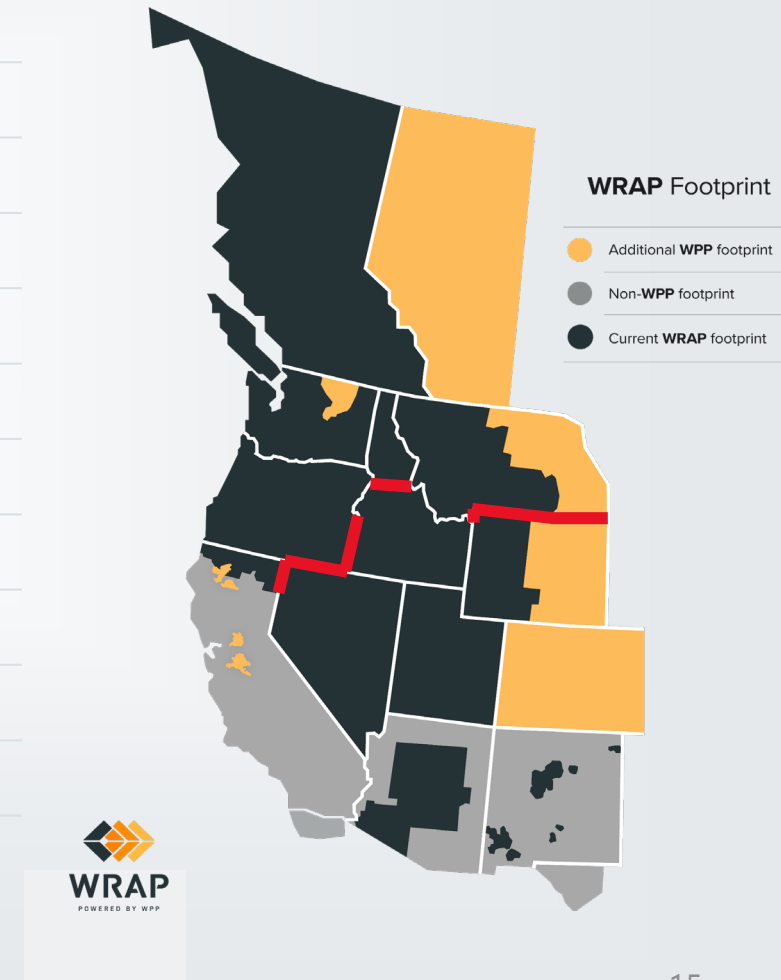 WRAP Footprint
Additional WPP footprint
Non-WPP footprint
Current WRAP footprint
WRAP
POWERED BY WPP